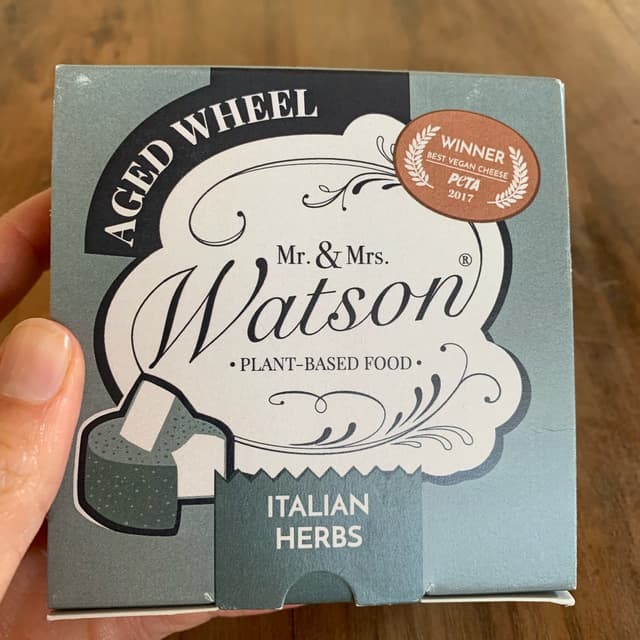 AGED WHEEL
WINNER
BEST VEGAN CHEESE
PETA
2017
Mr. & Mrs.
Watson®
• PLANT-BASED FOOD •
ITALIAN
HERBS